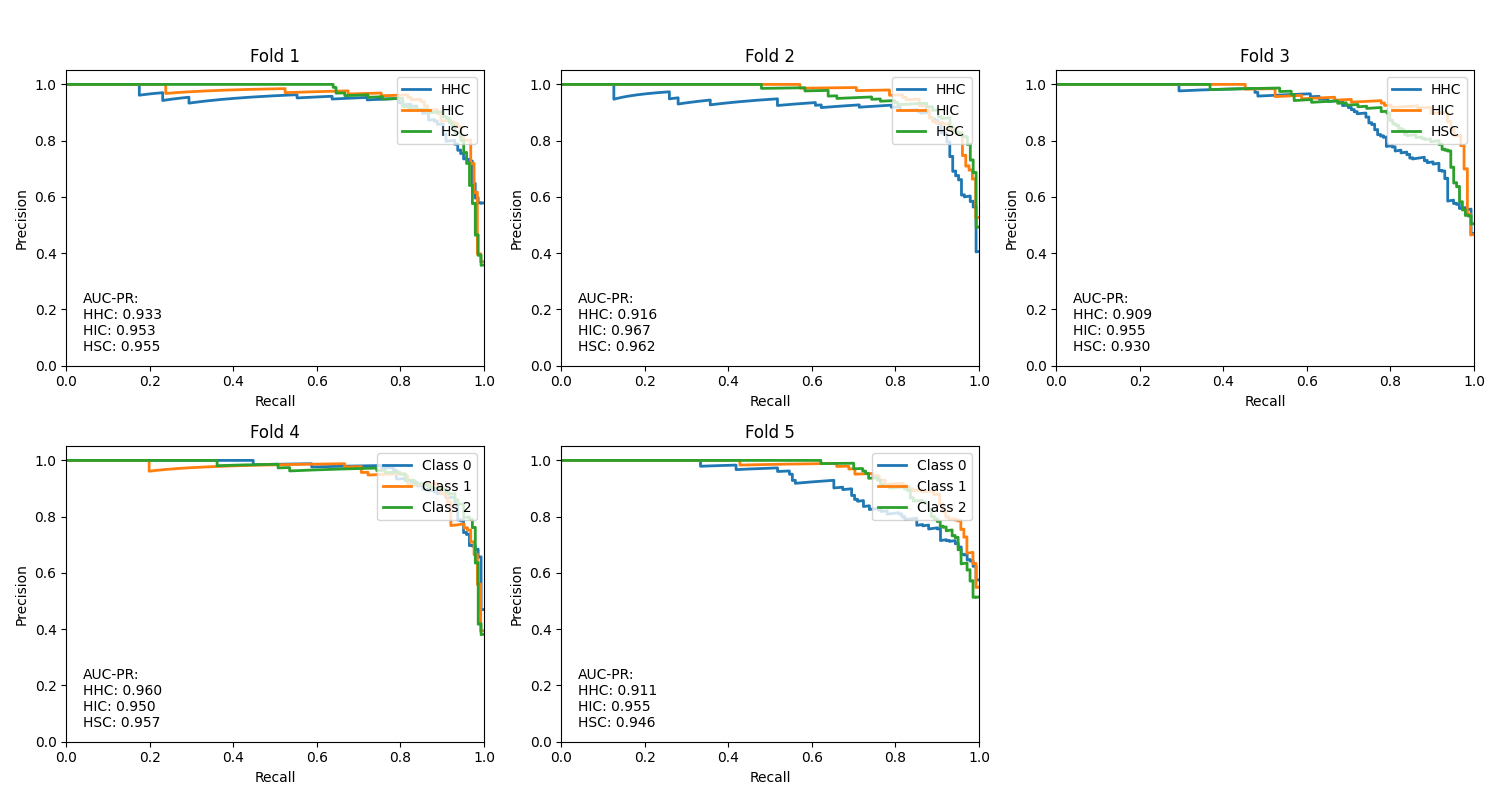 Fold 1
1.0
0.8
0.6
0.4
0.2
0.0
Precision
HHC
HIC
HSC
AUC-PR:
HHC: 0.933
HIC: 0.953
HSC: 0.955
0.0 0.2 0.4 0.6 0.8 1.0
Recall
Fold 2
1.0
0.8
0.6
0.4
0.2
0.0
Precision
HHC
HIC
HSC
AUC-PR:
HHC: 0.916
HIC: 0.967
HSC: 0.962
0.0 0.2 0.4 0.6 0.8 1.0
Recall
Fold 3
1.0
0.8
0.6
0.4
0.2
0.0
Precision
HHC
HIC
HSC
AUC-PR:
HHC: 0.909
HIC: 0.955
HSC: 0.930
0.0 0.2 0.4 0.6 0.8 1.0
Recall
Fold 4
1.0
0.8
0.6
0.4
0.2
0.0
Precision
Class 0
Class 1
Class 2
AUC-PR:
HHC: 0.960
HIC: 0.950
HSC: 0.957
0.0 0.2 0.4 0.6 0.8 1.0
Recall
Fold 5
1.0
0.8
0.6
0.4
0.2
0.0
Precision
Class 0
Class 1
Class 2
AUC-PR:
HHC: 0.911
HIC: 0.955
HSC: 0.946
0.0 0.2 0.4 0.6 0.8 1.0
Recall